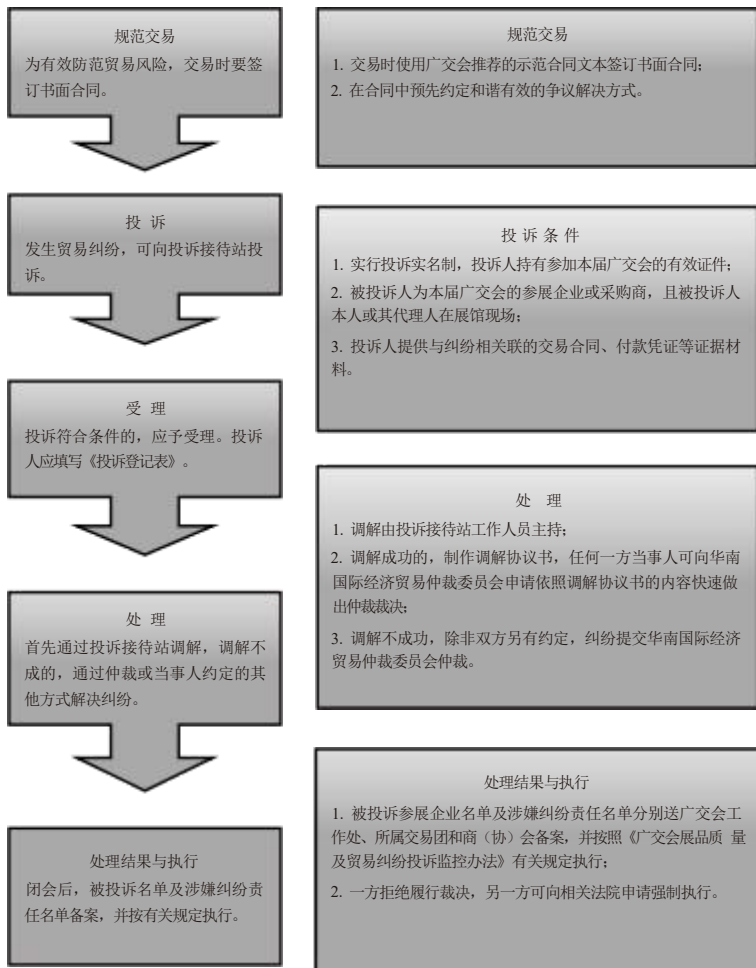 规范交易
为有效防范贸易风险，交易时要签
订书面合同。
规范交易
1. 交易时使用广交会推荐的示范合同文本签订书面合同；
2. 在合同中预先约定和谐有效的争议解决方式。
投 诉
发生贸易纠纷，可向投诉接待站投
诉。
投 诉 条 件
1. 实行投诉实名制，投诉人持有参加本届广交会的有效证件；
2. 被投诉人为本届广交会的参展企业或采购商，且被投诉人
本人或其代理人在展馆现场；
3. 投诉人提供与纠纷相关联的交易合同、付款凭证等证据材
料。
受 理
投诉符合条件的，应予受理。投诉
人应填写《投诉登记表》。
处 理
1. 调解由投诉接待站工作人员主持；
2. 调解成功的，制作调解协议书，任何一方当事人可向华南
国际经济贸易仲裁委员会申请依照调解协议书的内容快速做
出仲裁裁决；
3. 调解不成功，除非双方另有约定，纠纷提交华南国际经济
贸易仲裁委员会仲裁。
处 理
首先通过投诉接待站调解，调解不
成的，通过仲裁或当事人约定的其
他方式解决纠纷。
处理结果与执行
1. 被投诉参展企业名单及涉嫌纠纷责任名单分别送广交会工
作处、所属交易团和商（协）会备案，并按照《广交会展品质 量
及贸易纠纷投诉监控办法》有关规定执行；
2. 一方拒绝履行裁决，另一方可向相关法院申请强制执行。
处理结果与执行
闭会后，被投诉名单及涉嫌纠纷责
任名单备案，并按有关规定执行。